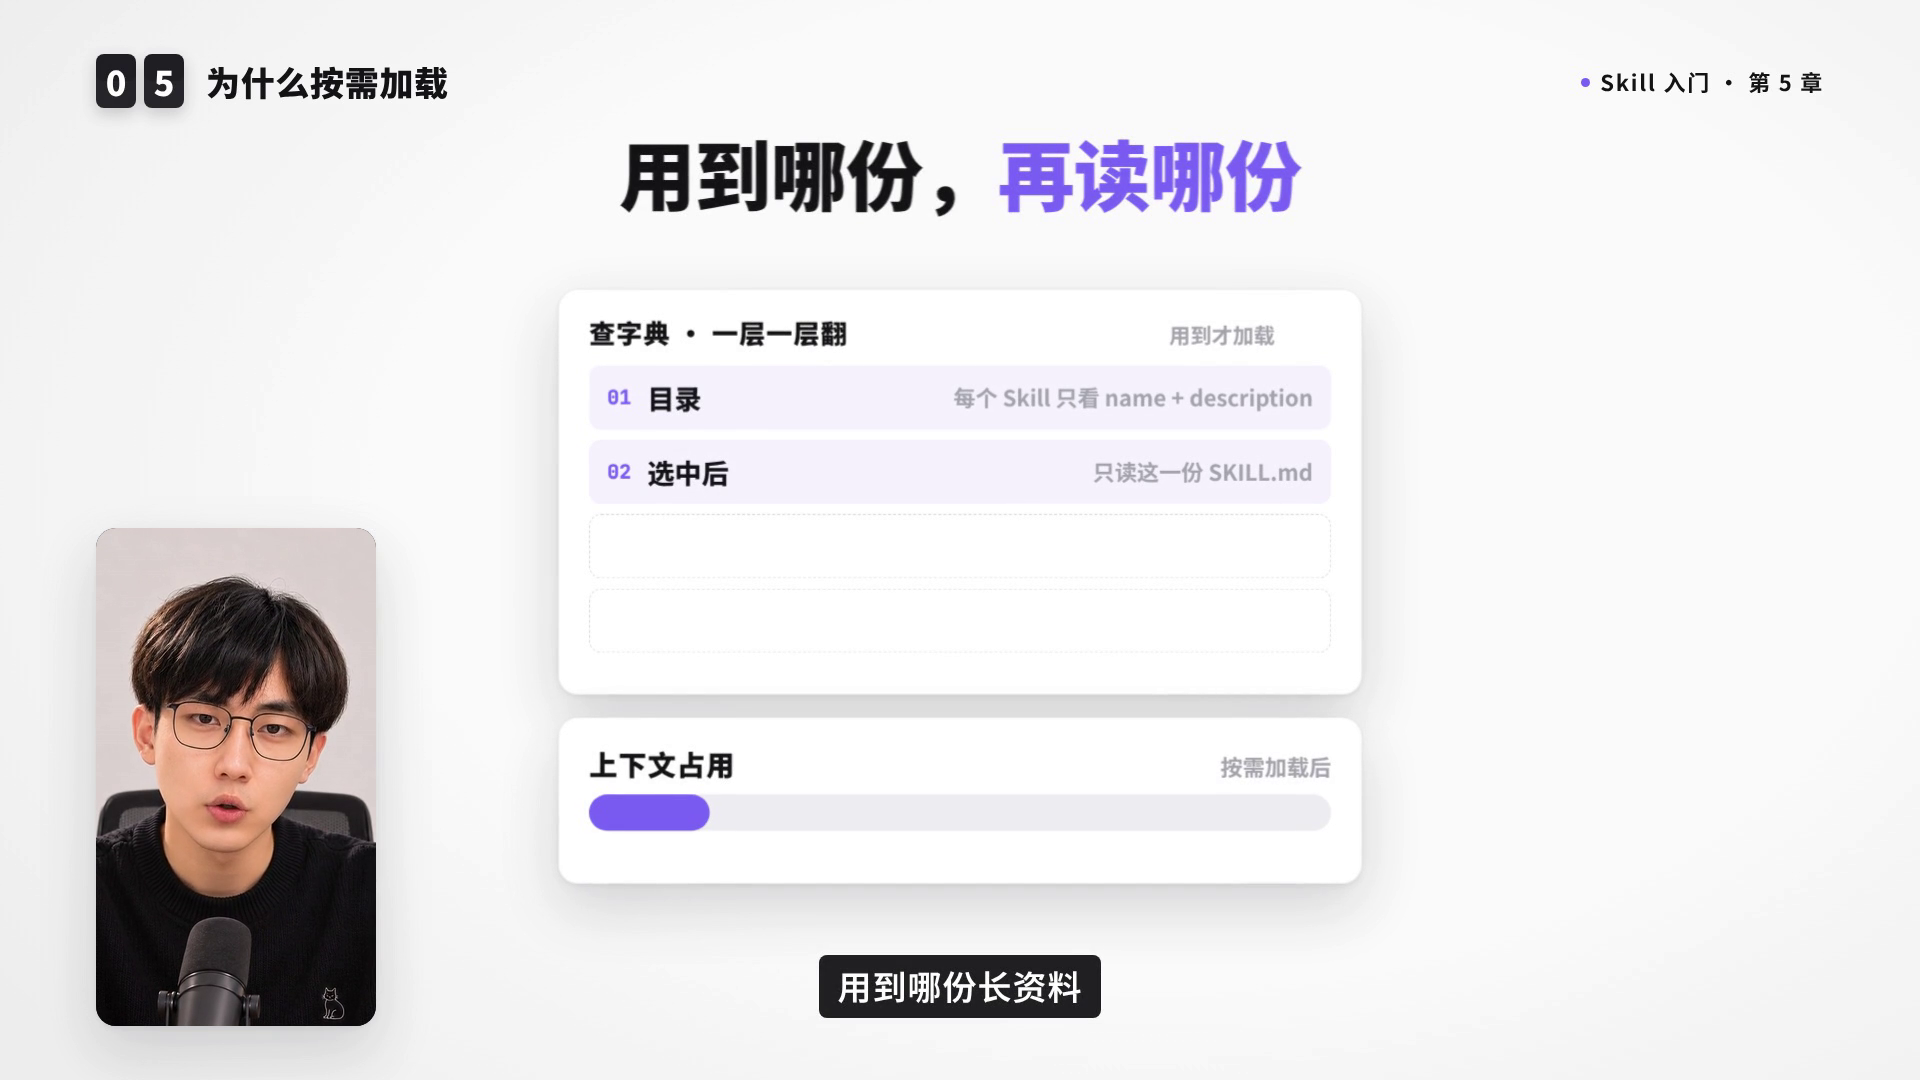 05 为什么按需加载
Skill 入门 · 第 5 章
用到哪份，再读哪份
查字典 · 一层一层翻
用到才加载
01 目录 每个 Skill 只看 name + description
02 选中后 只读这一份 SKILL.md
上下文占用 按需加载后
用到哪份长资料